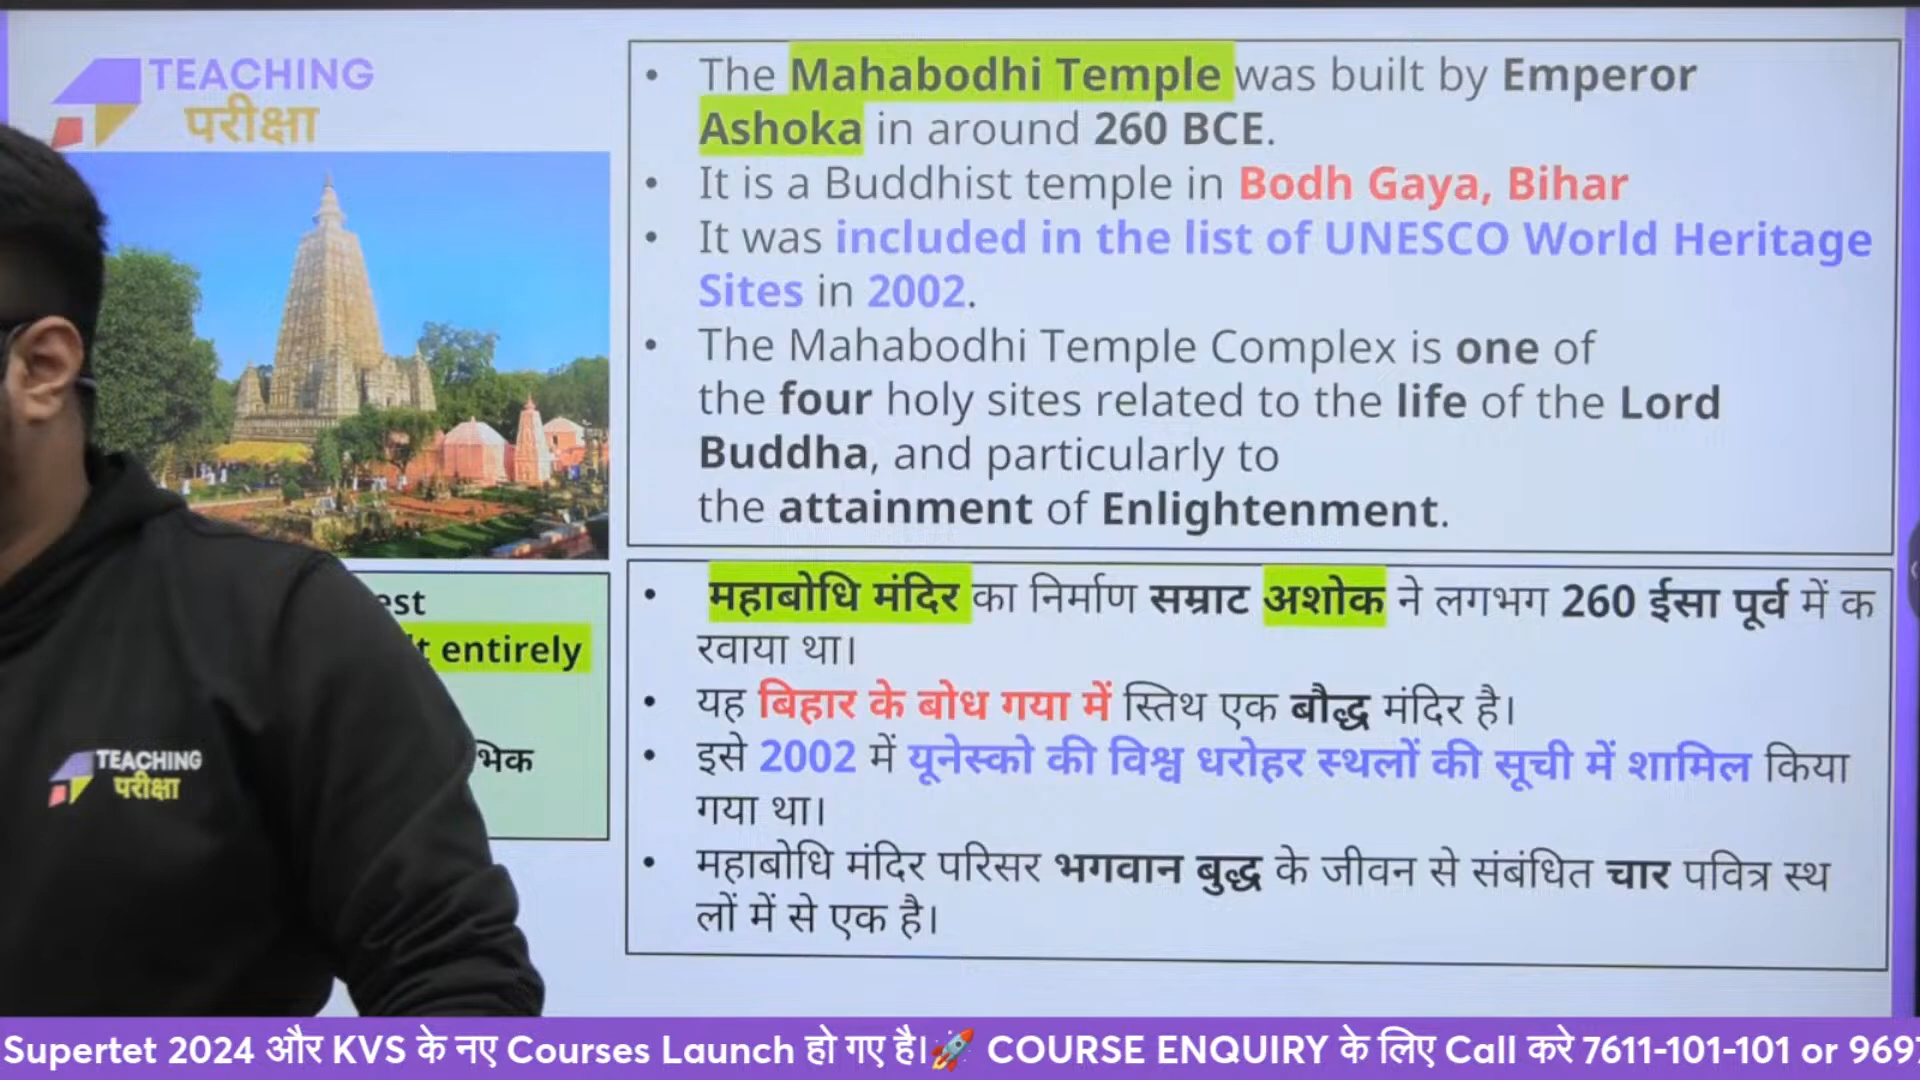 TEACHING
परीक्षा
• The Mahabodhi Temple was built by Emperor
Ashoka in around 260 BCE.
• It is a Buddhist temple in Bodh Gaya, Bihar
• It was included in the list of UNESCO World Heritage
Sites in 2002.
• The Mahabodhi Temple Complex is one of
the four holy sites related to the life of the Lord
Buddha, and particularly to
the attainment of Enlightenment.
entirely
• महाबोधि मंदिर का निर्माण सम्राट अशोक ने लगभग 260 ईसा पूर्व में क
रवाया था।
• यह बिहार के बोध गया में स्तिथ एक बौद्ध मंदिर है।
• इसे 2002 में यूनेस्को की विश्व धरोहर स्थलों की सूची में शामिल किया
गया था।
• महाबोधि मंदिर परिसर भगवान बुद्ध के जीवन से संबंधित चार पवित्र स्थ
लों में से एक है।
TEACHING
परीक्षा
Supertet 2024 और KVS के नए Courses Launch हो गए है।🚀 COURSE ENQUIRY के लिए Call करे 7611-101-101 or 969